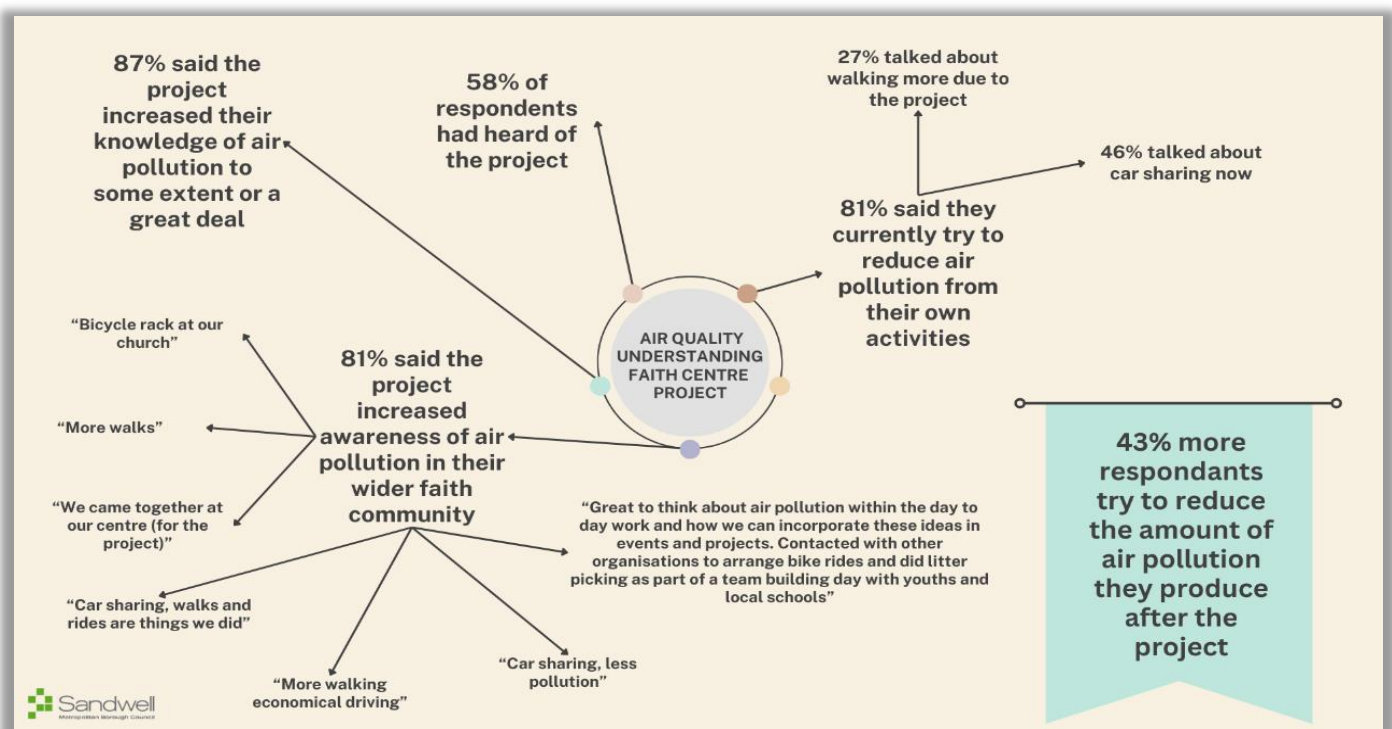 87% said the
project
increased their
knowledge of air
pollution to
some extent or a
great deal
58% of
respondents
had heard of
the project
27% talked about
walking more due to
the project
46% talked about
car sharing now
81% said they
currently try to
reduce air
pollution from
their own
activities
AIR QUALITY
UNDERSTANDING
FAITH CENTRE
PROJECT
“Bicycle rack at our
church”
“More walks”
“We came together at
our centre (for the
project)”
81% said the
project
increased
awareness of air
pollution in their
wider faith
community
“Car sharing, walks and
rides are things we did”
“More walking
economical driving”
“Car sharing, less
pollution”
“Great to think about air pollution within the day to
day work and how we can incorporate these ideas in
events and projects. Contacted with other
organisations to arrange bike rides and did litter
picking as part of a team building day with youths and
local schools”
43% more
respondants
try to reduce
the amount of
air pollution
they produce
after the
project
Sandwell
Metropolitan Borough Council